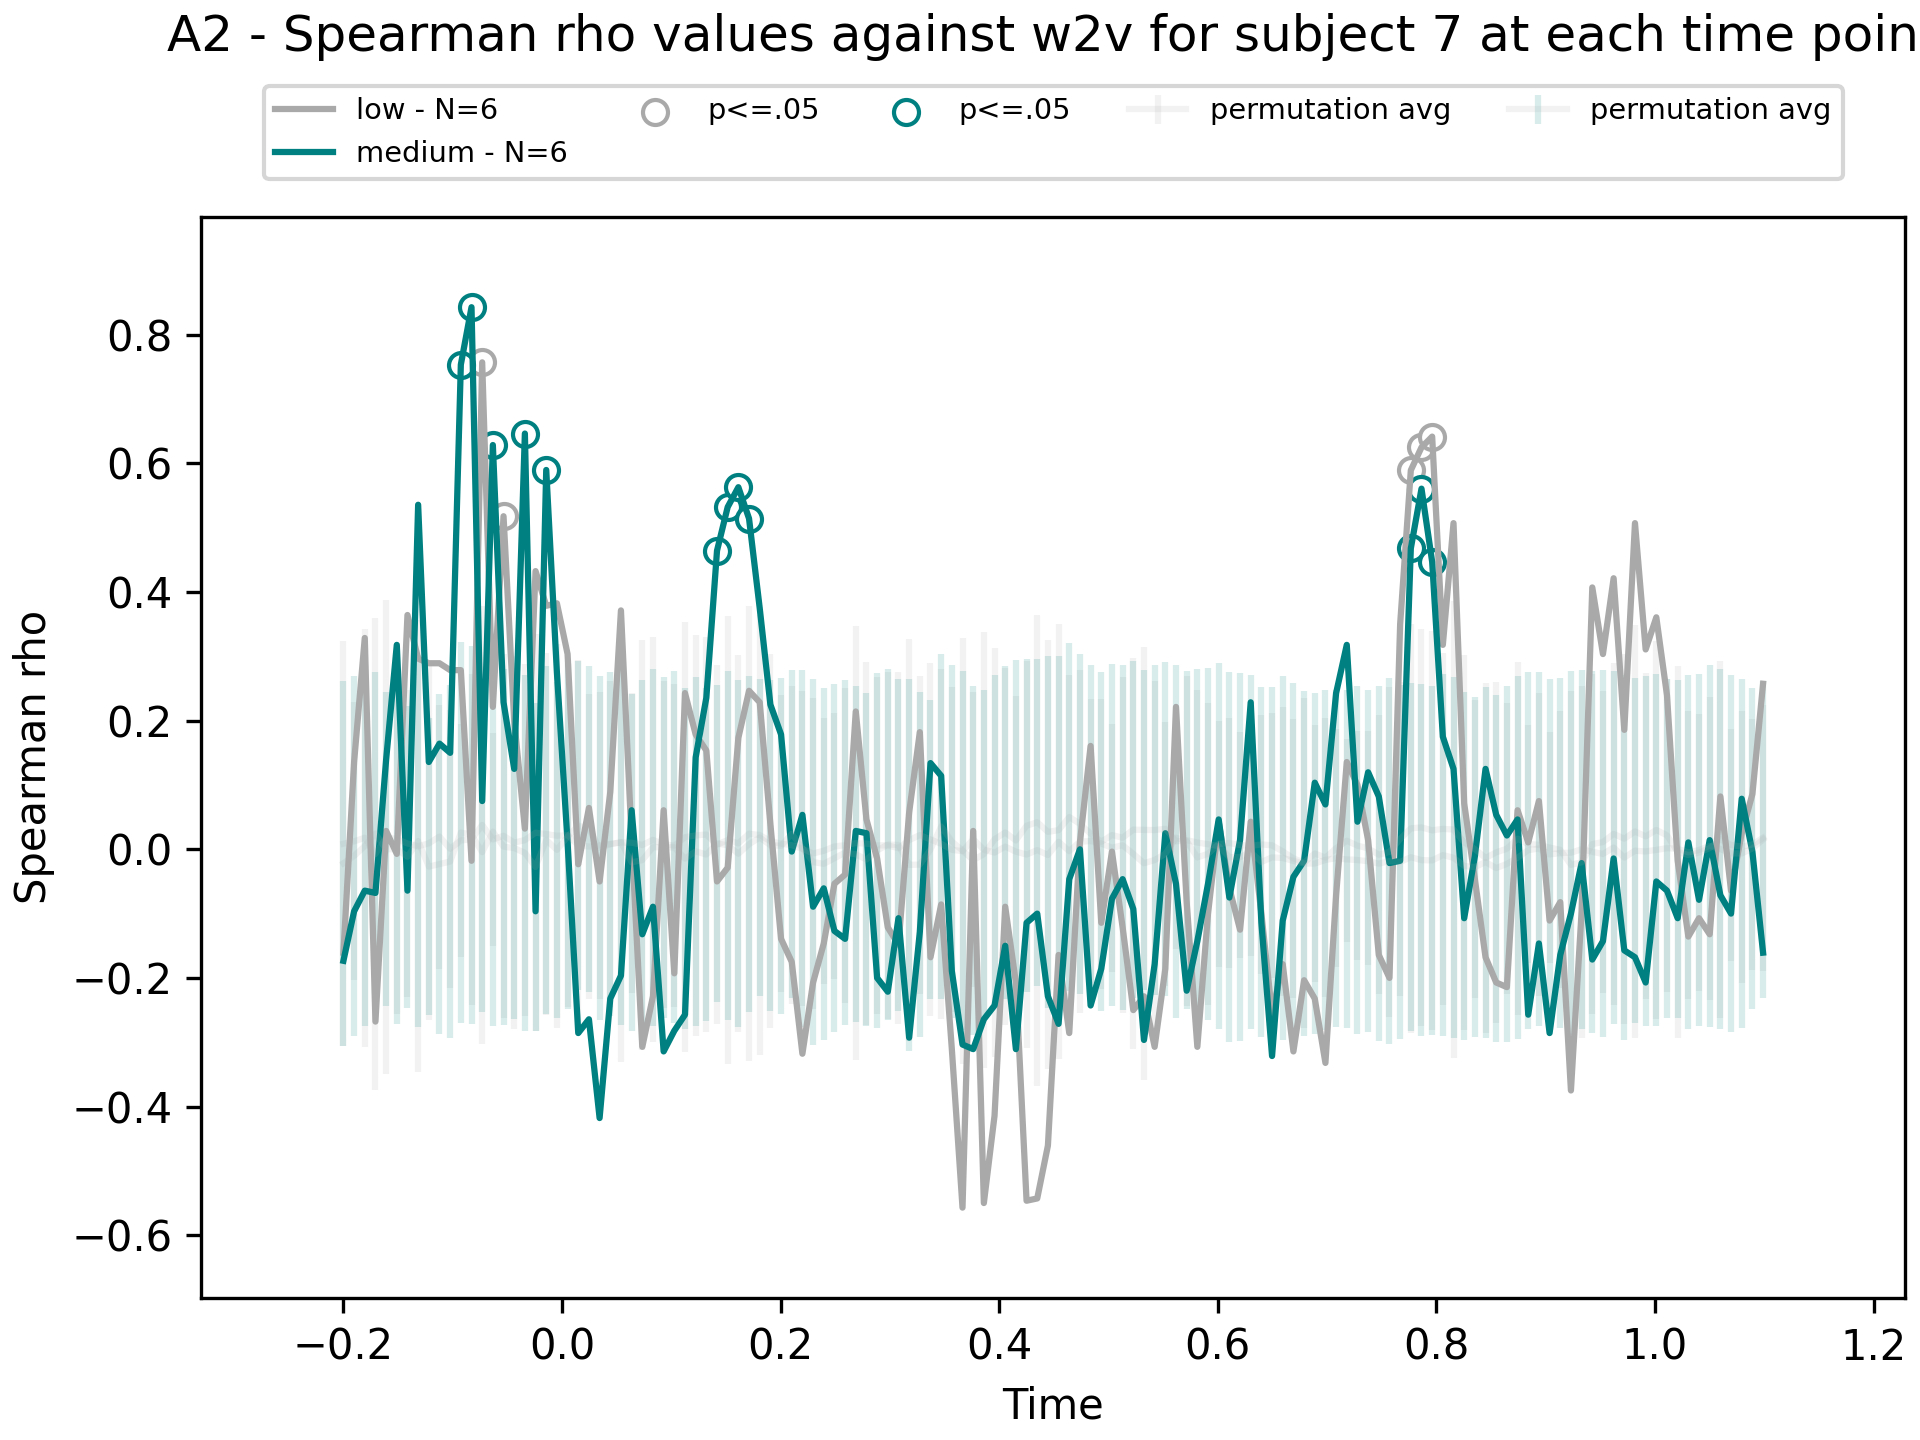 A2 - Spearman rho values against w2v for subject 7 at each time poin
low - N=6
medium - N=6
p<=.05
p<=.05
permutation avg
permutation avg
Spearman rho
0.8
0.6
0.4
0.2
0.0
−0.2
−0.4
−0.6
−0.2 0.0 0.2 0.4 0.6 0.8 1.0 1.2
Time